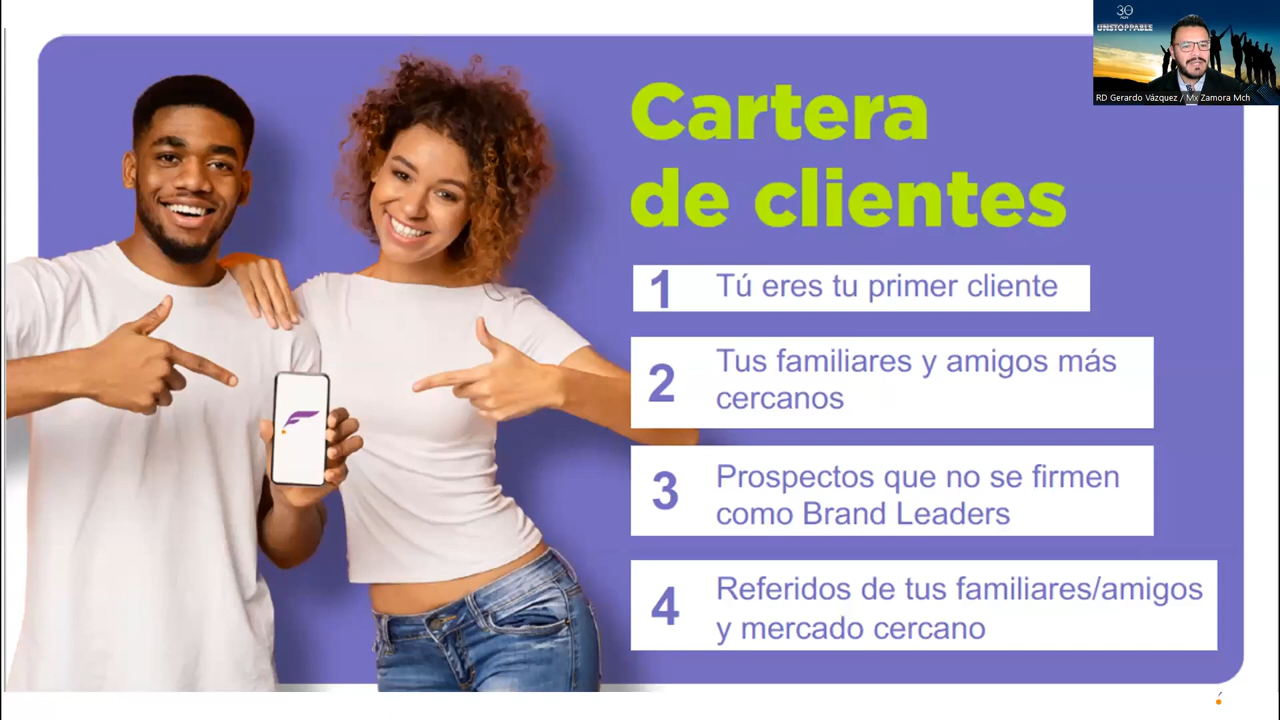 30
UNSTOPPABLE
RD Gerardo Vázquez / Mx Zamora Mch
Cartera
de clientes
1 Tú eres tu primer cliente
2 Tus familiares y amigos más
cercanos
3 Prospectos que no se firmen
como Brand Leaders
4 Referidos de tus familiares/amigos
y mercado cercano